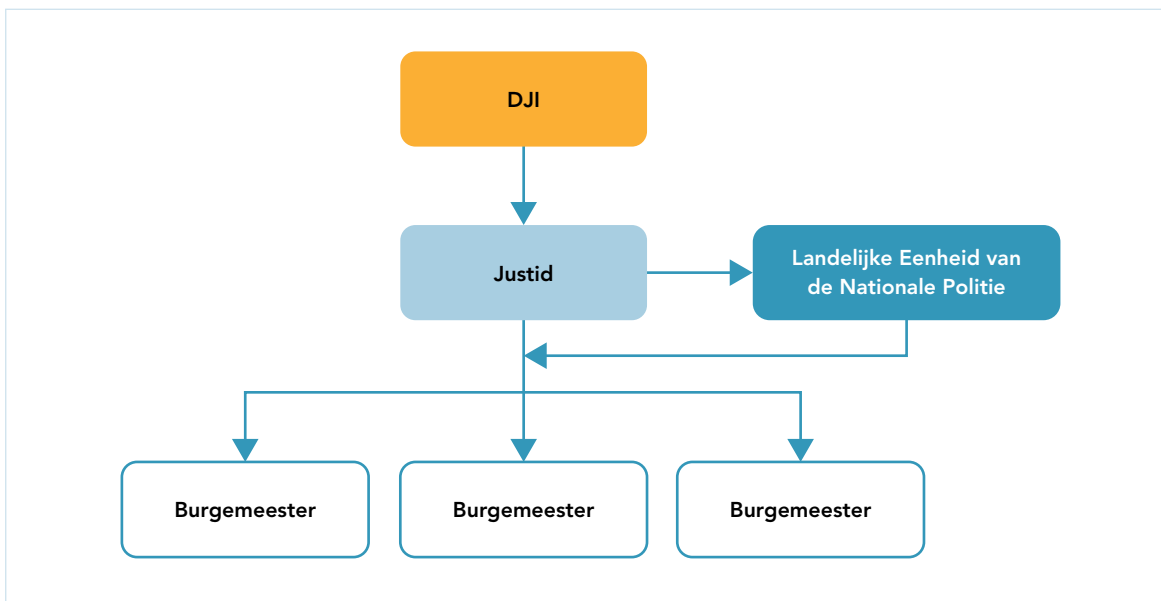 DJI
Justid
Landelijke Eenheid van
de Nationale Politie
Burgemeester
Burgemeester
Burgemeester